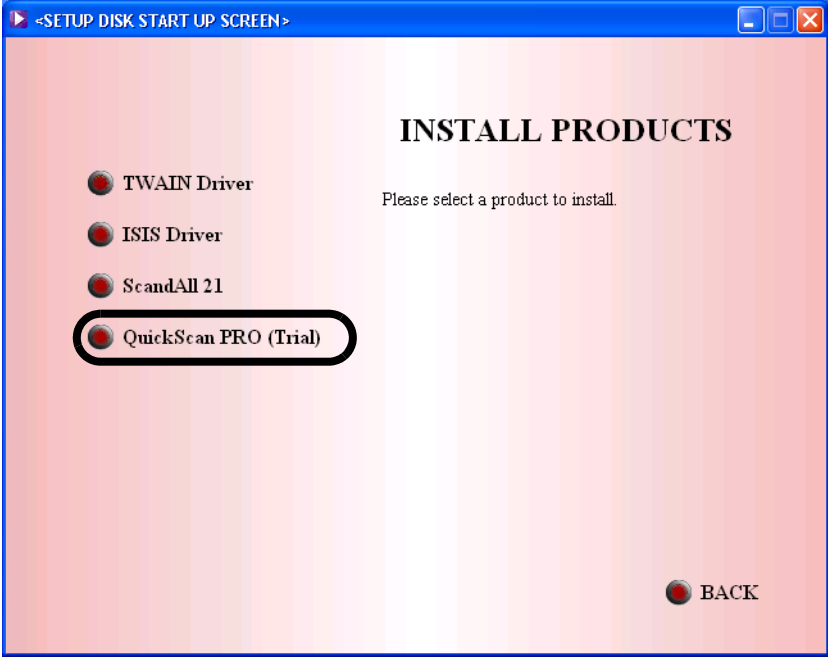 <SETUP DISK START UP SCREEN>
INSTALL PRODUCTS
Please select a product to install.
TWAIN Driver
ISIS Driver
ScandAll 21
QuickScan PRO (Trial)
BACK